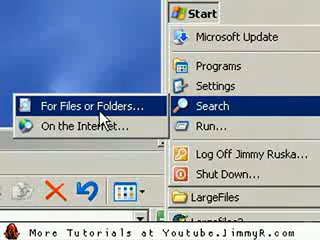 Start
Microsoft Update
Programs
Settings
Search
For Files or Folders...
On the Internet...
Run...
Log Off Jimmy Ruska...
Shut Down...
LargeFiles
Largefiles2
More Tutorials at Youtube.JimmyR.com